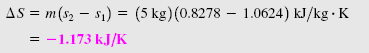 ΔS = m(s₂ − s₁) = (5 kg)(0.8278 − 1.0624) kJ/kg · K
= −1.173 kJ/K